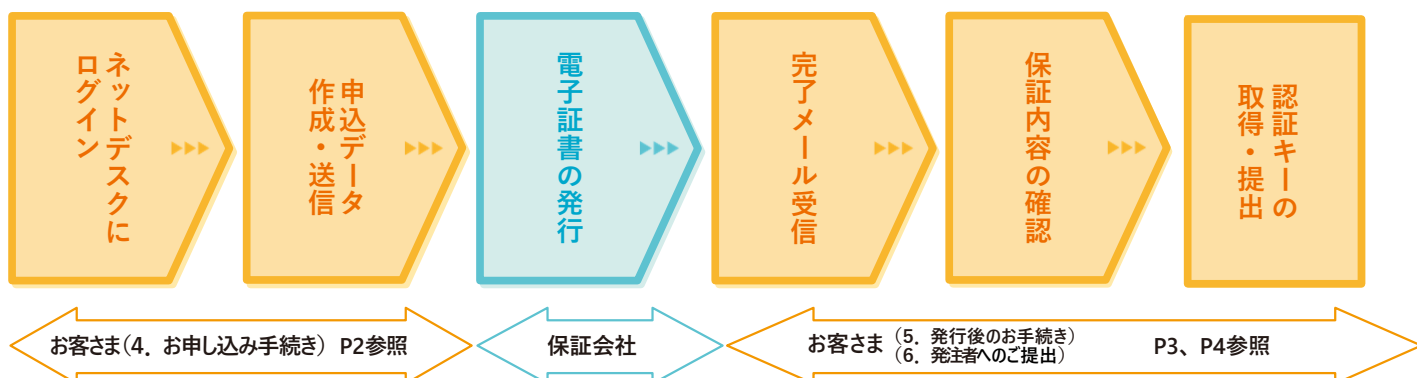 ネットデスクに
ログイン
申込データ
作成・送信
電子証書の発行
完了メール受信
保証内容の確認
認証キーの
取得・提出
お客さま（4．お申し込み手続き） P2参照
保証会社
お客さま（5．発行後のお手続き）
（6．発注者へのご提出）
P3、P4参照